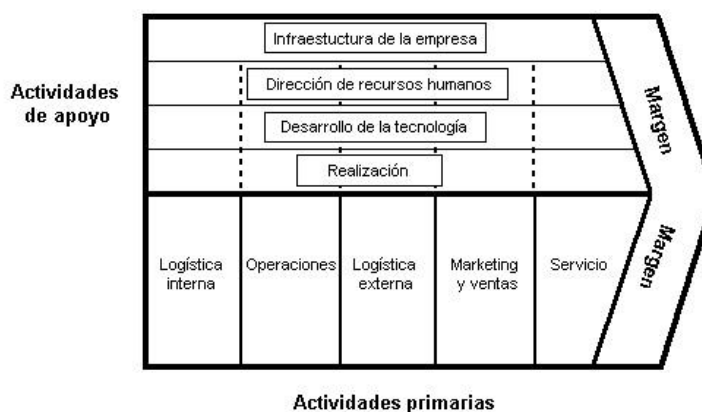 Infraestuctura de la empresa
Dirección de recursos humanos
Actividades
de apoyo
Desarrollo de la tecnología
Realización
Margen
Margen
Logística
interna
Operaciones
Logística
externa
Marketing
y ventas
Servicio
Actividades primarias